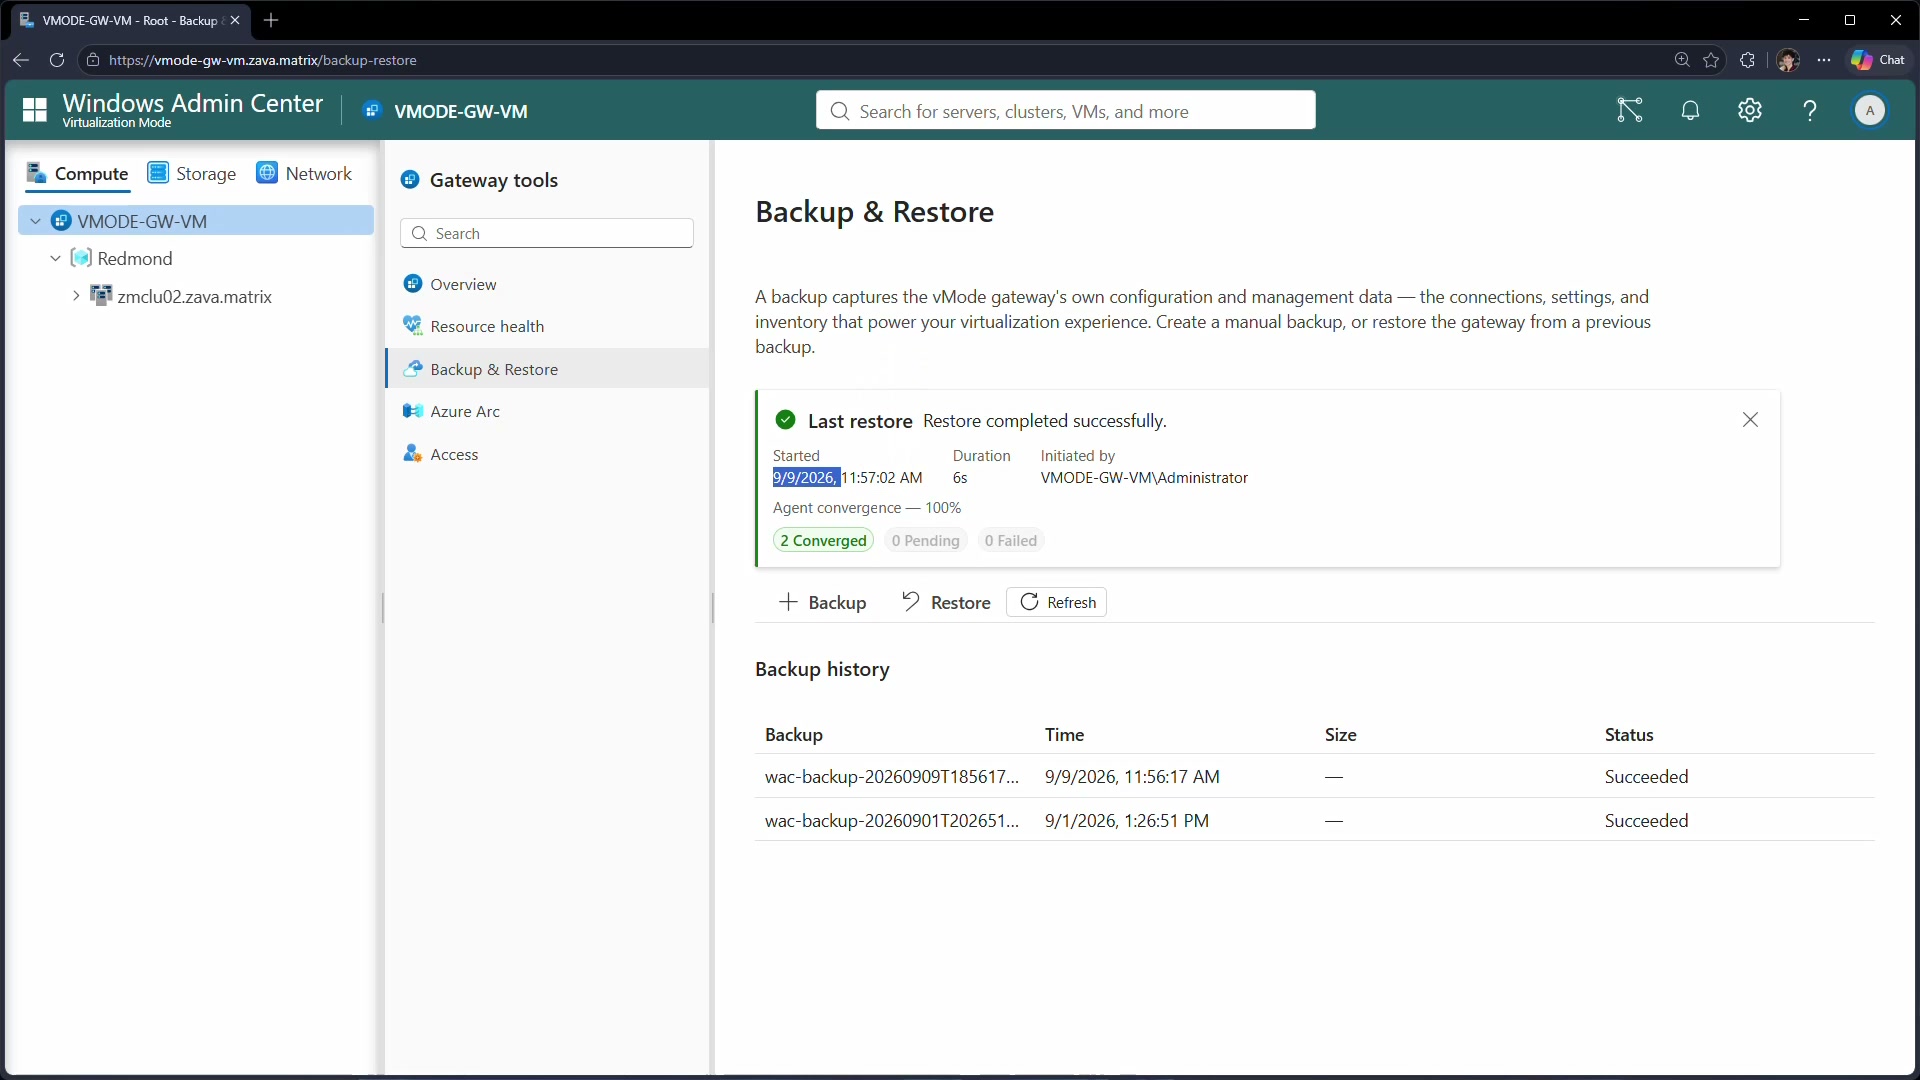 VMODE-GW-VM - Root - Backup
https://vmode-gw-vm.zava.matrix/backup-restore
Chat
Windows Admin Center
Virtualization Mode
VMODE-GW-VM
Search for servers, clusters, VMs, and more
A
Compute
Storage
Network
VMODE-GW-VM
Redmond
zmclu02.zava.matrix
Gateway tools
Search
Overview
Resource health
Backup & Restore
Azure Arc
Access
Backup & Restore
A backup captures the vMode gateway's own configuration and management data — the connections, settings, and
inventory that power your virtualization experience. Create a manual backup, or restore the gateway from a previous
backup.
Last restore Restore completed successfully.
Started Duration Initiated by
9/9/2026, 11:57:02 AM 6s VMODE-GW-VM\Administrator
Agent convergence — 100%
2 Converged 0 Pending 0 Failed
Backup Restore Refresh
Backup history
Backup Time Size Status
wac-backup-20260909T185617... 9/9/2026, 11:56:17 AM — Succeeded
wac-backup-20260901T202651... 9/1/2026, 1:26:51 PM — Succeeded